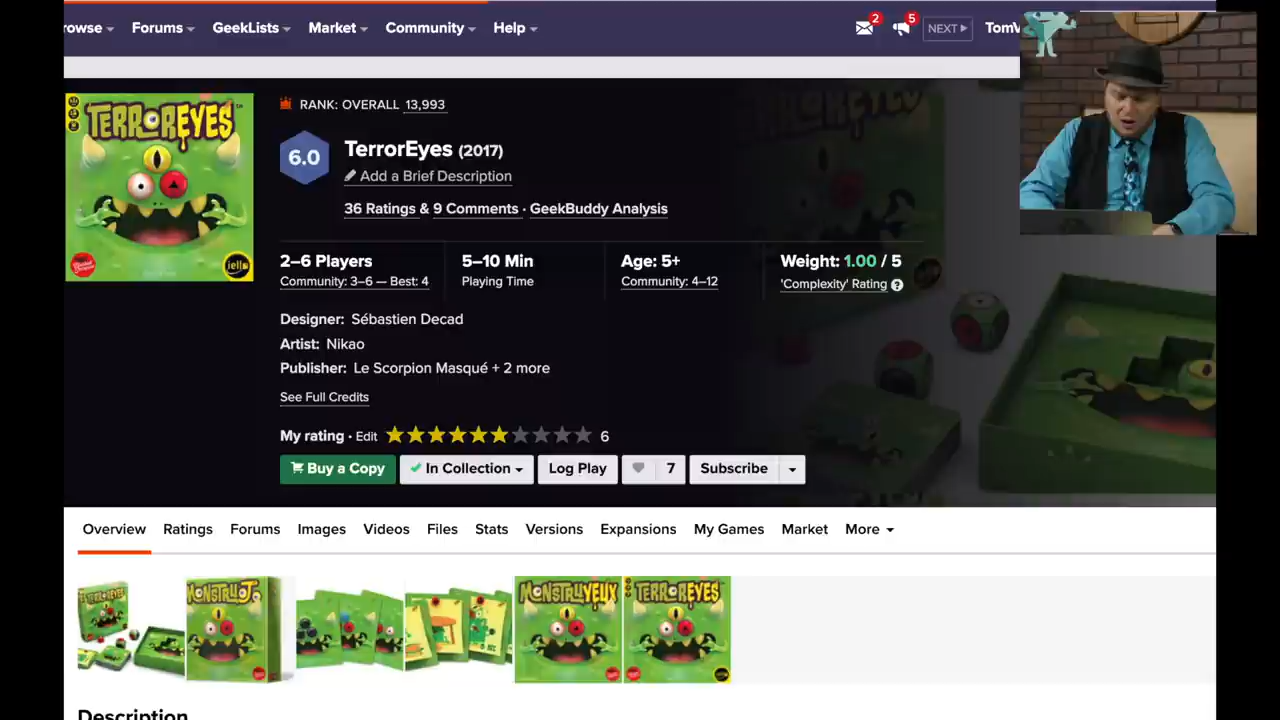 rowse
Forums
GeekLists
Market
Community
Help
2
5
NEXT
TomV
TERROREYES
iello
RANK: OVERALL 13,993
6.0
TerrorEyes (2017)
Add a Brief Description
36 Ratings & 9 Comments · GeekBuddy Analysis
2–6 Players
Community: 3–6 — Best: 4
5–10 Min
Playing Time
Age: 5+
Community: 4–12
Weight: 1.00 / 5
'Complexity' Rating
Designer: Sébastien Decad
Artist: Nikao
Publisher: Le Scorpion Masqué + 2 more
See Full Credits
My rating · Edit
6
Buy a Copy
In Collection
Log Play
7
Subscribe
Overview
Ratings
Forums
Images
Videos
Files
Stats
Versions
Expansions
My Games
Market
More
TERROREYES
MONSTRUYEUX
TERROREYES
Description